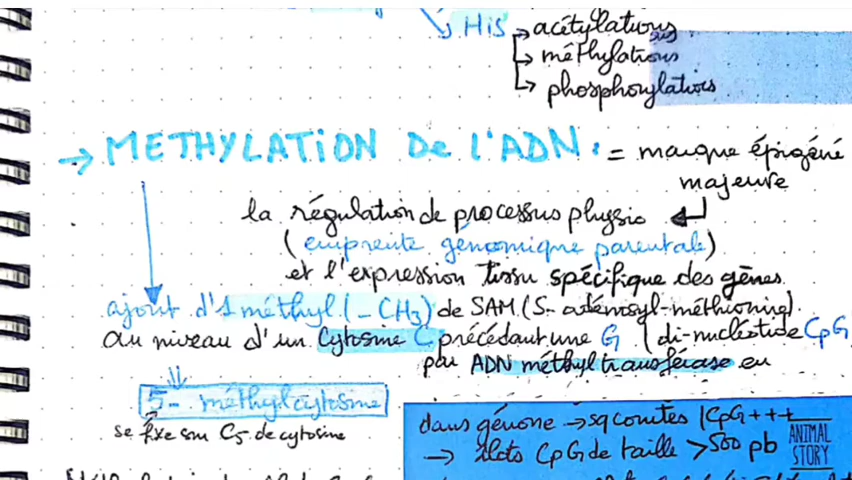 His → acétylations
→ méthylations
→ phosphorylations
→ METHYLATION De L'ADN. = marque épigéné
majeure
la régulation de processus physio
(empreinte génomique parentale)
et l'expression tissu spécifique des gènes
ajout d'1 méthyl (-CH3) de SAM (S-adénosyl-méthionine)
au niveau d'un Cytosine C précédant une G (di-nucléotide CpG
par ADN méthyltransférase en
5- méthylcytosine
se fixe sur C5 de cytosine
dans génone → sq courtes CpG+++
→ îlots CpG de taille > 500 pb
ANIMAL
STORY